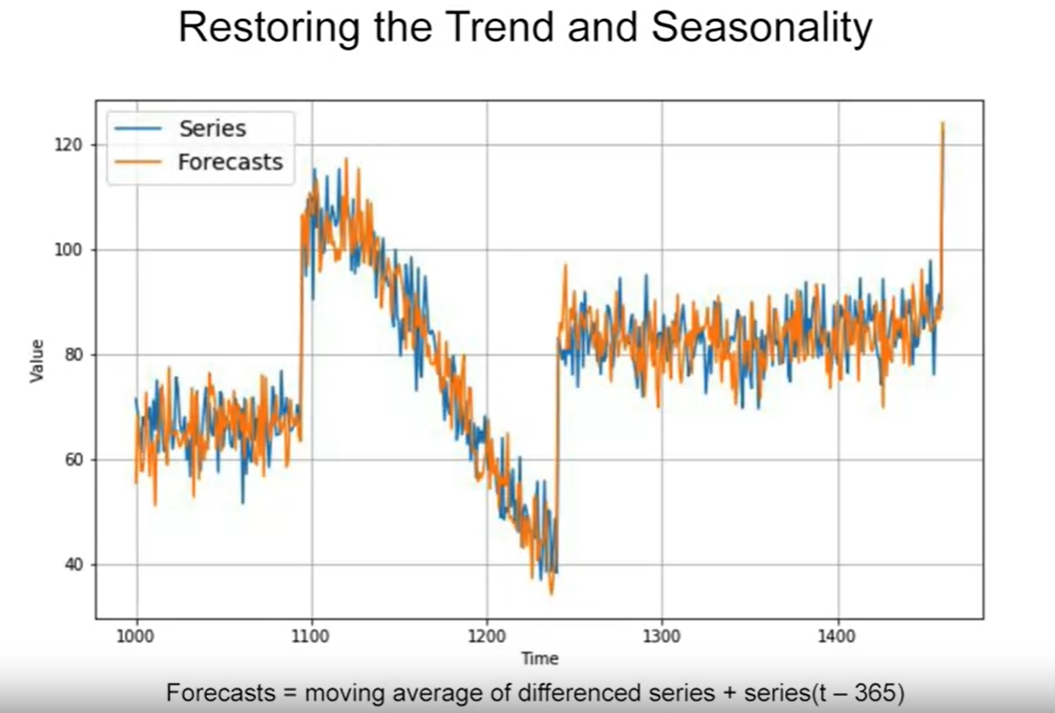 Restoring the Trend and Seasonality
Series
Forecasts
120
100
80
60
40
Value
1000 1100 1200 1300 1400
Time
Forecasts = moving average of differenced series + series(t – 365)